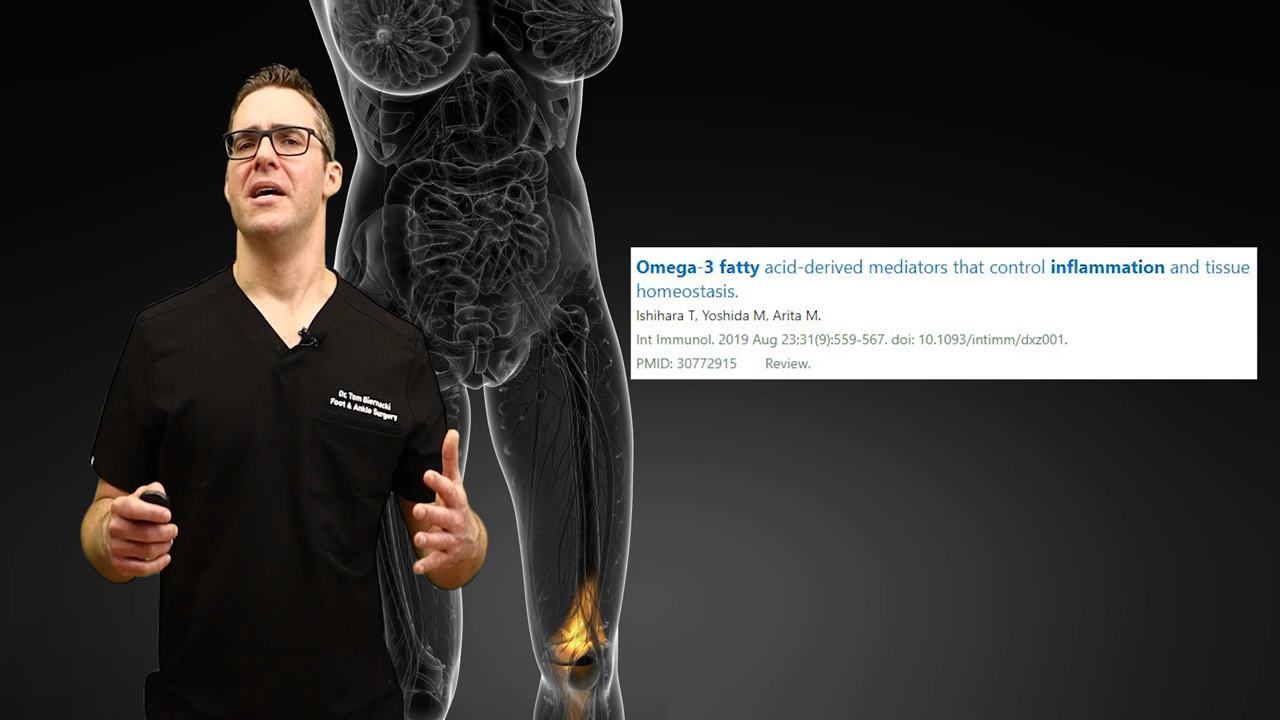 Dr. Tom Biernacki
Foot & Ankle Surgery
Omega-3 fatty acid-derived mediators that control inflammation and tissue
homeostasis.
Ishihara T, Yoshida M, Arita M.
Int Immunol. 2019 Aug 23;31(9):559-567. doi: 10.1093/intimm/dxz001.
PMID: 30772915 Review.